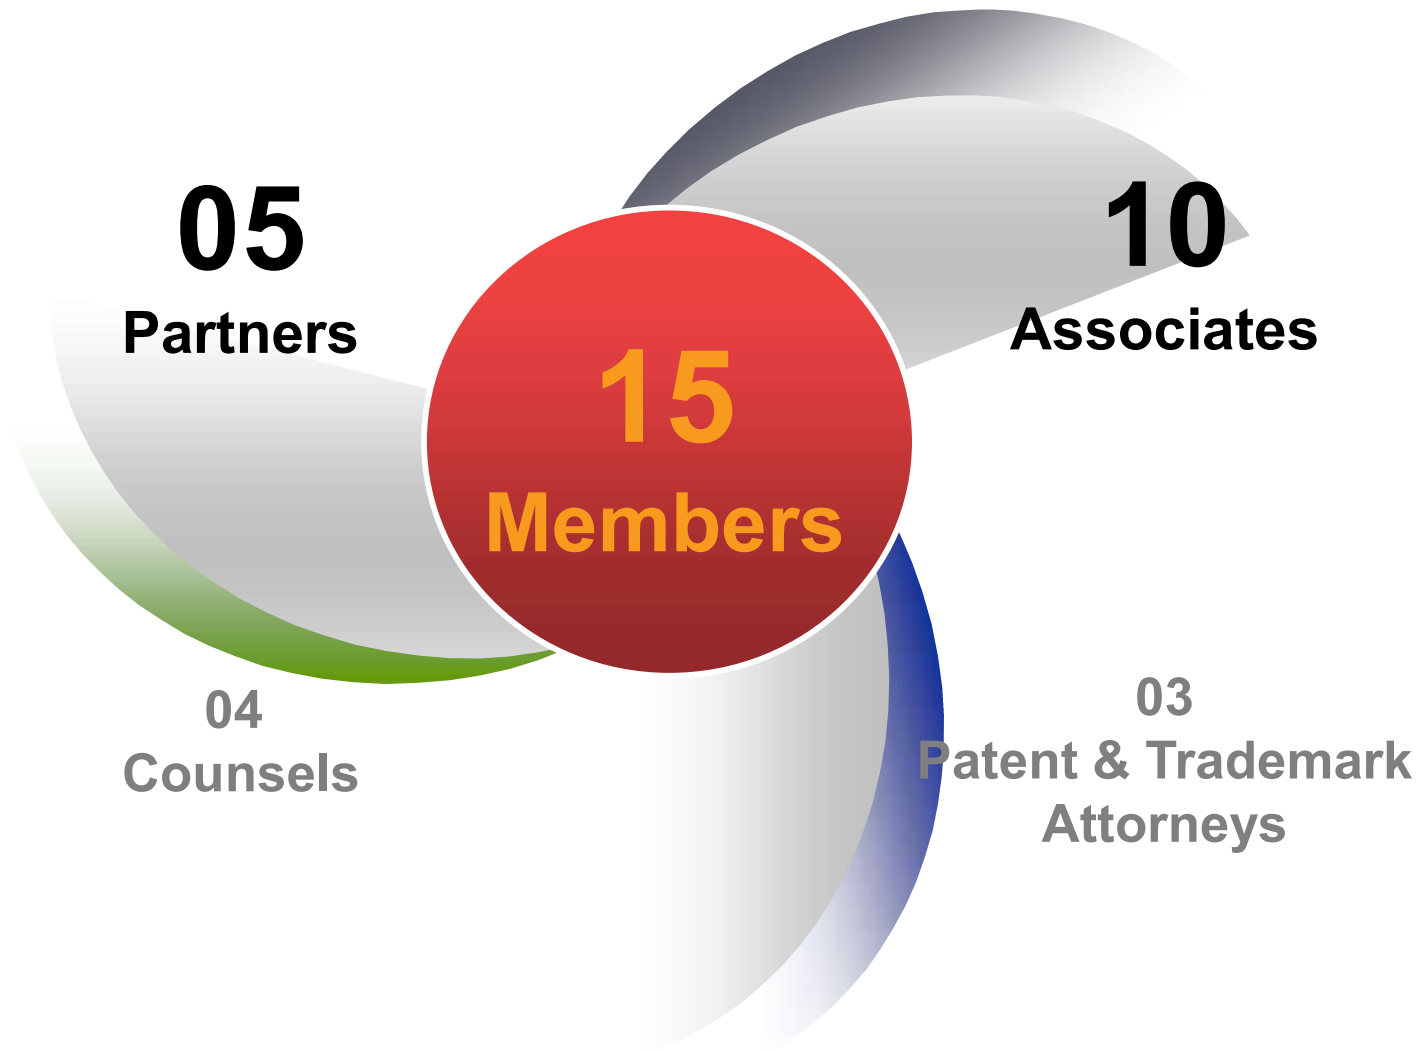 05
Partners
10
Associates
15
Members
04
Counsels
03
Patent & Trademark
Attorneys